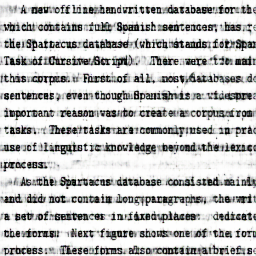 A new offline handwritten database for the
which contains full Spanish sentences, has
the Spartacus database (which stands for Span
Task of Cursive Script). There were two main
this corpus. First of all, most databases do
sentences, even though Spanish is a widespre
important reason was to create a corpus from
tasks. These tasks are commonly used in prac
use of linguistic knowledge beyond the lexic
process.
As the Spartacus database consisted mainly
and did not contain long paragraphs, the writ
a set of sentences in fixed places: dedicate
the forms. Next figure shows one of the for
process. These forms also contain a brief se